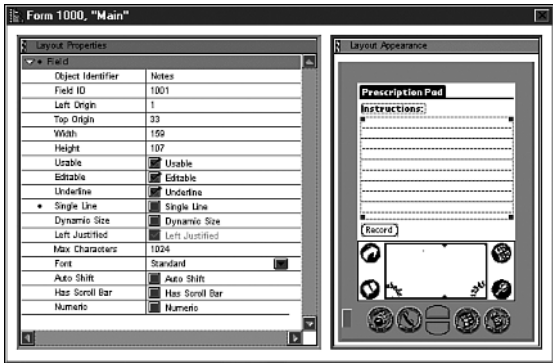 Form 1000, "Main"
Layout Properties
Field
Object Identifier Notes
Field ID 1001
Left Origin 1
Top Origin 33
Width 159
Height 107
Usable Usable
Editable Editable
Underline Underline
Single Line Single Line
Dynamic Size Dynamic Size
Left Justified Left Justified
Max Characters 1024
Font Standard
Auto Shift Auto Shift
Has Scroll Bar Has Scroll Bar
Numeric Numeric
Layout Appearance
Prescription Pad
Instructions:
Record